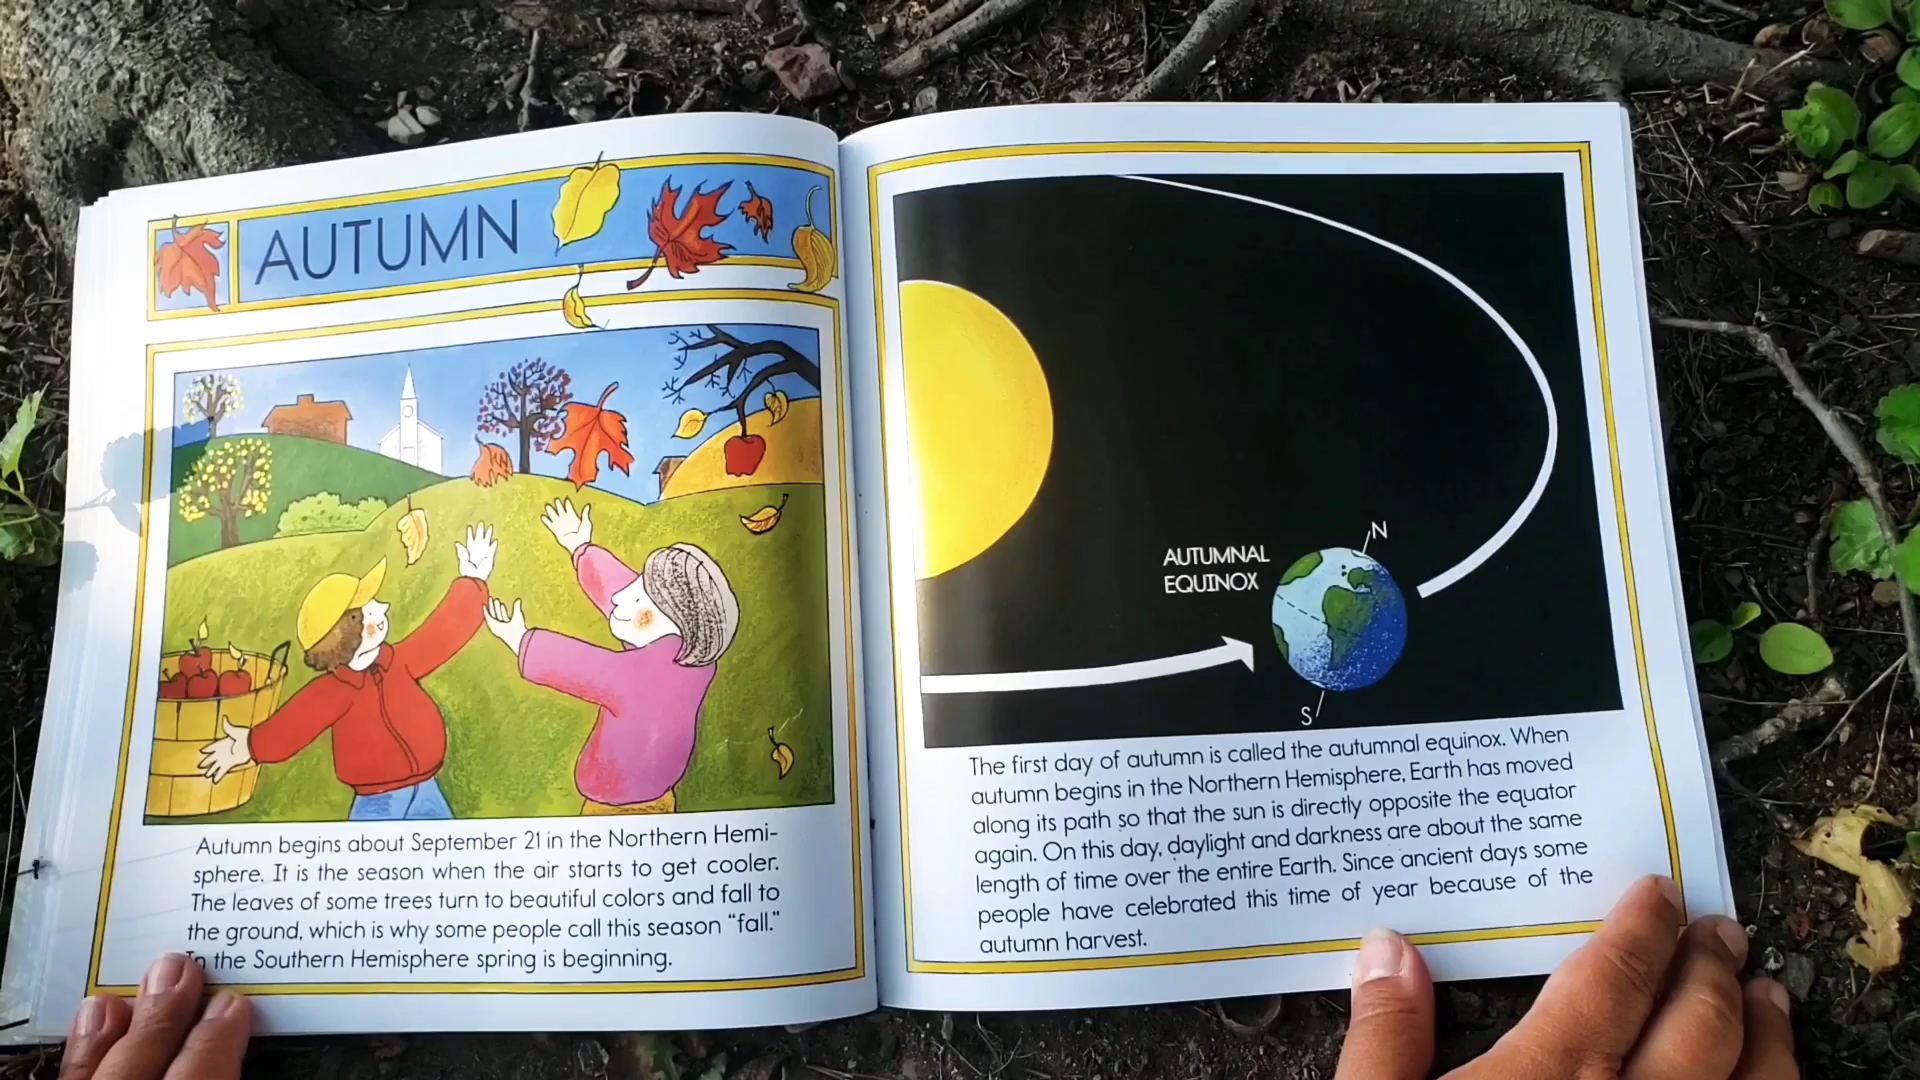 AUTUMN
Autumn begins about September 21 in the Northern Hemi-
sphere. It is the season when the air starts to get cooler.
The leaves of some trees turn to beautiful colors and fall to
the ground, which is why some people call this season “fall.”
In the Southern Hemisphere spring is beginning.
N
AUTUMNAL
EQUINOX
S
The first day of autumn is called the autumnal equinox. When
autumn begins in the Northern Hemisphere, Earth has moved
along its path so that the sun is directly opposite the equator
again. On this day, daylight and darkness are about the same
length of time over the entire Earth. Since ancient days some
people have celebrated this time of year because of the
autumn harvest.